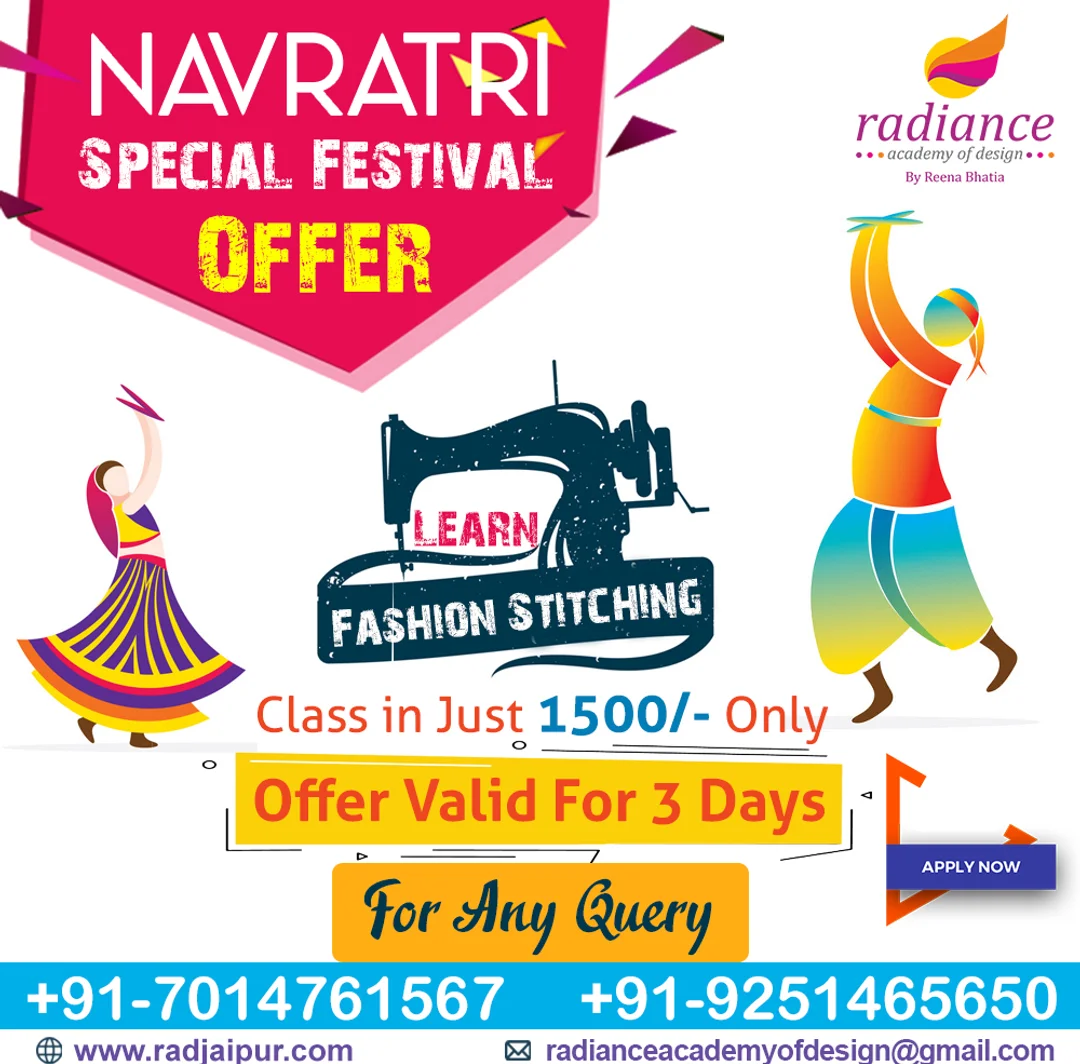 NAVRATRI
SPECIAL FESTIVAL
OFFER
radiance
academy of design
By Reena Bhatia
LEARN
FASHION STITCHING
Class in Just 1500/- Only
Offer Valid For 3 Days
APPLY NOW
For Any Query
+91-7014761567 +91-9251465650
www.radjaipur.com radianceacademyofdesign@gmail.com